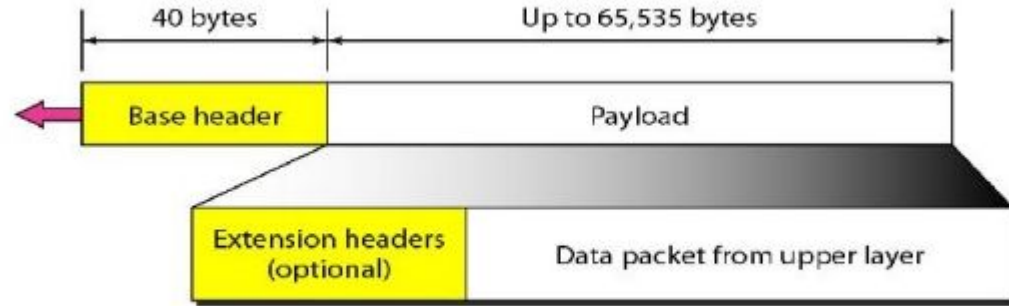 40 bytes
Up to 65,535 bytes
Base header
Payload
Extension headers
(optional)
Data packet from upper layer